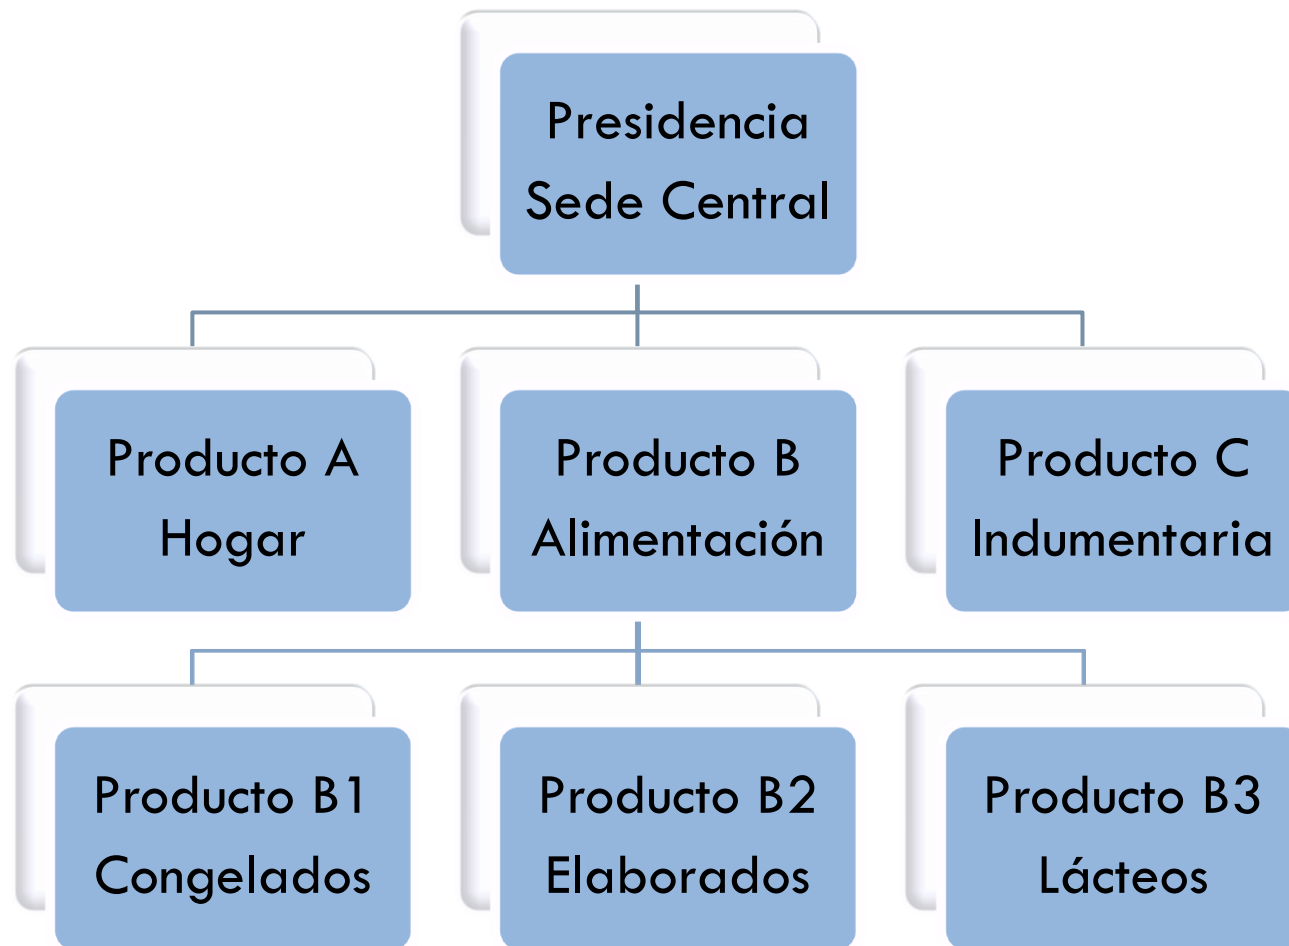 Presidencia
Sede Central
Producto A
Hogar
Producto B
Alimentación
Producto C
Indumentaria
Producto B1
Congelados
Producto B2
Elaborados
Producto B3
Lácteos